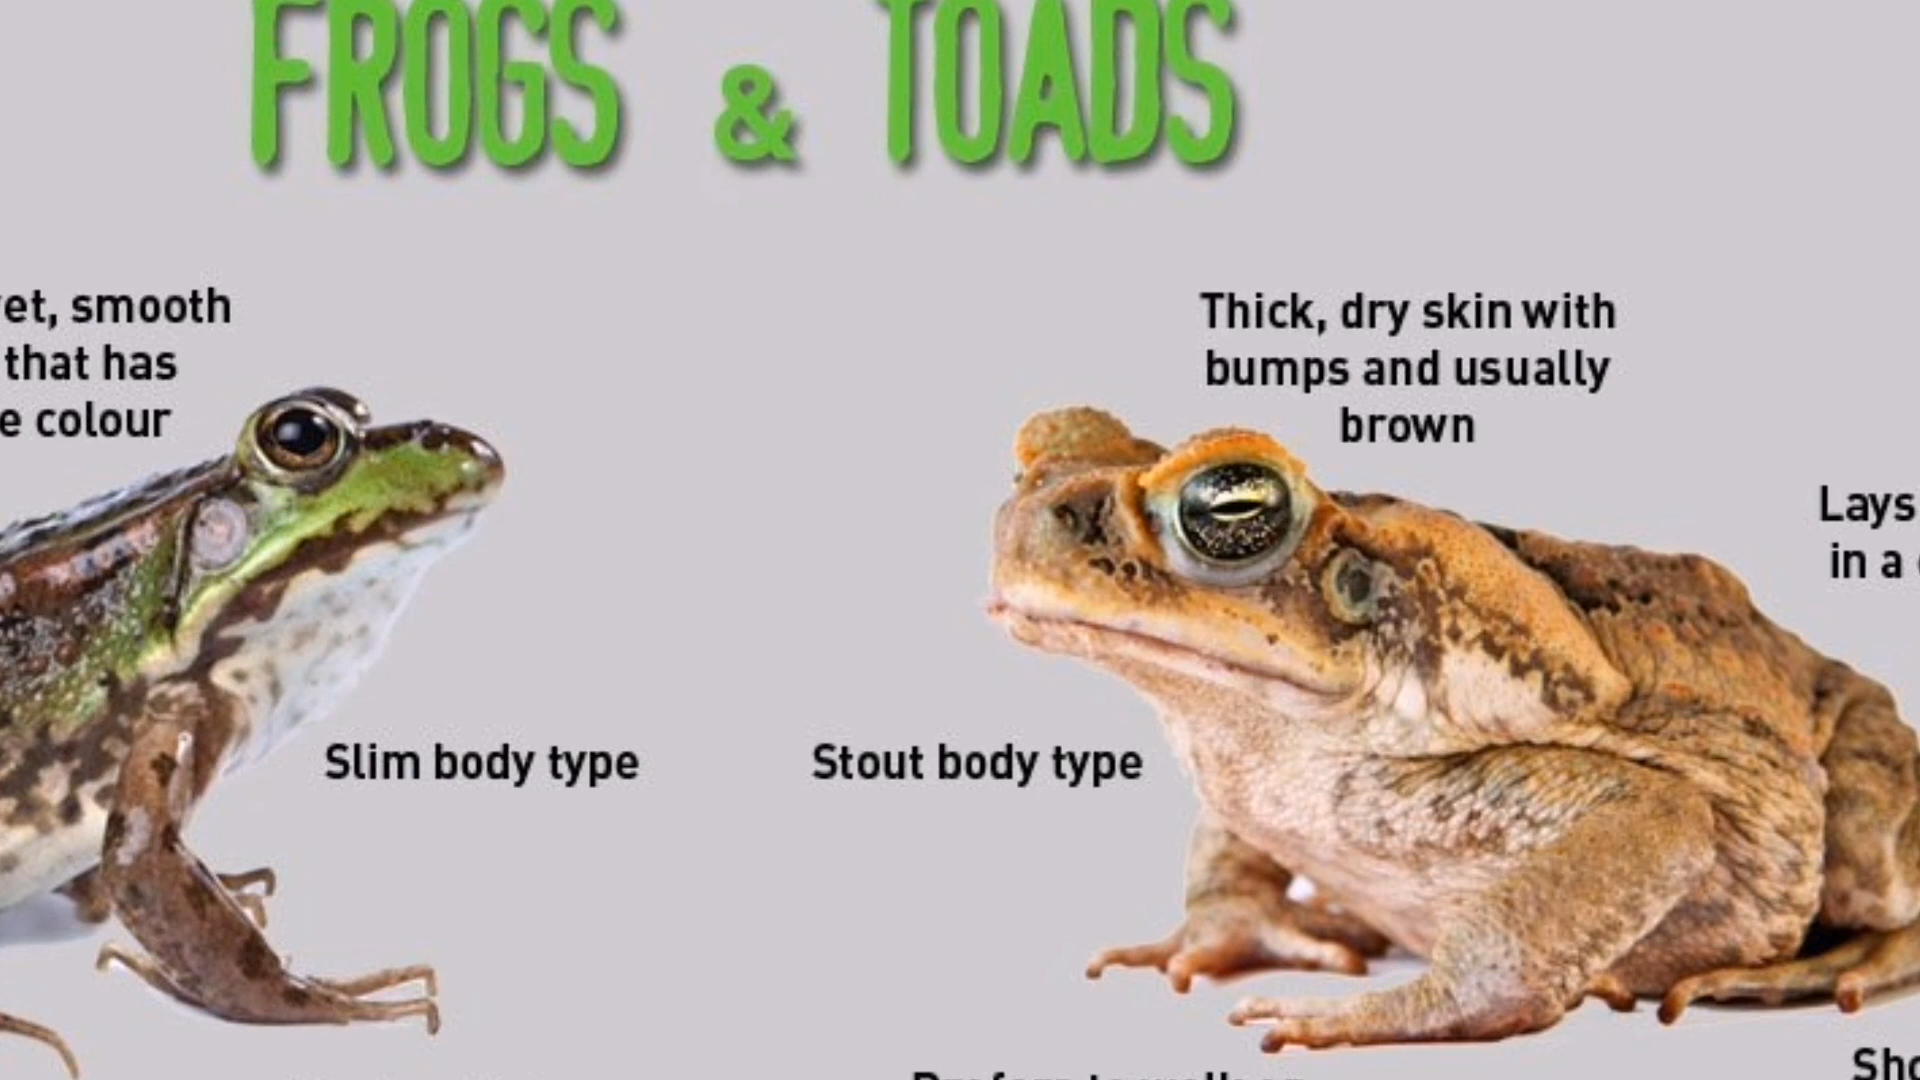 FROGS & TOADS
smooth
that has
colour
Thick, dry skin with
bumps and usually
brown
Lays
in a
Slim body type
Stout body type